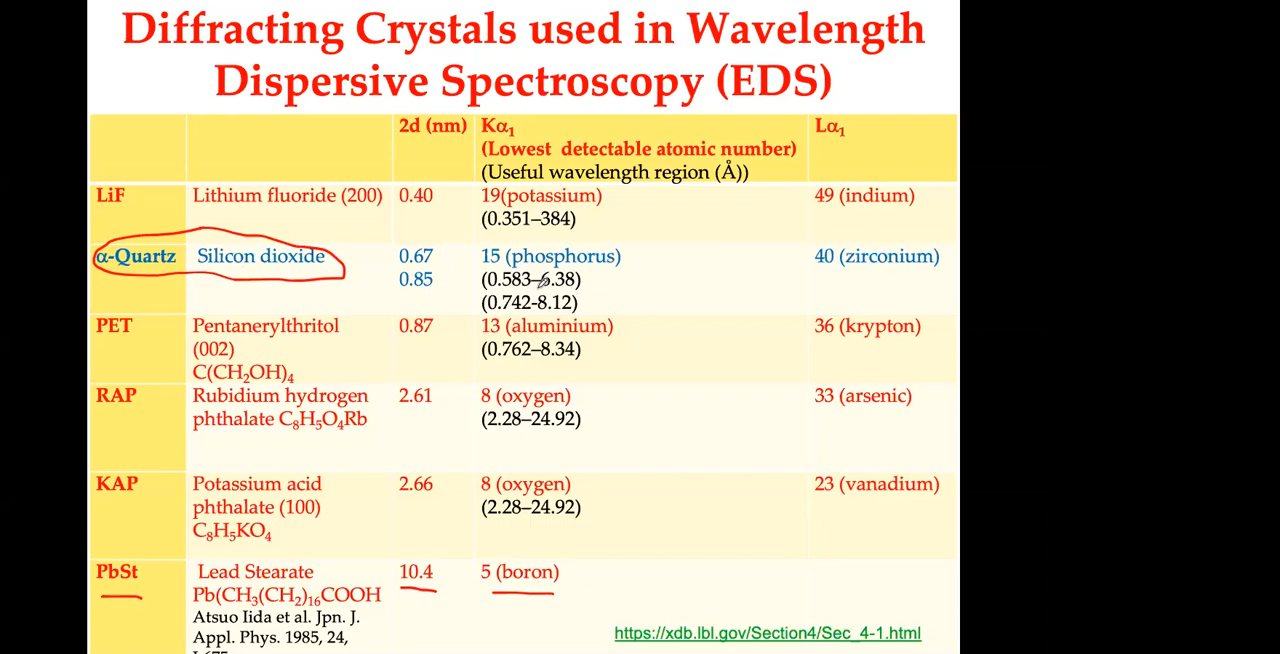 Diffracting Crystals used in Wavelength
Dispersive Spectroscopy (EDS)
2d (nm) Kα₁ Lα₁
(Lowest detectable atomic number)
(Useful wavelength region (Å))
LiF Lithium fluoride (200) 0.40 19(potassium) 49 (indium)
(0.351–384)
α-Quartz Silicon dioxide 0.67 15 (phosphorus) 40 (zirconium)
0.85 (0.583–6.38)
(0.742-8.12)
PET Pentanerylthritol 0.87 13 (aluminium) 36 (krypton)
(002) (0.762–8.34)
C(CH₂OH)₄
RAP Rubidium hydrogen 2.61 8 (oxygen) 33 (arsenic)
phthalate C₈H₅O₄Rb (2.28–24.92)
KAP Potassium acid 2.66 8 (oxygen) 23 (vanadium)
phthalate (100) (2.28–24.92)
C₈H₅KO₄
PbSt Lead Stearate 10.4 5 (boron)
Pb(CH₃(CH₂)₁₆COOH
Atsuo Iida et al. Jpn. J.
Appl. Phys. 1985, 24,
https://xdb.lbl.gov/Section4/Sec_4-1.html